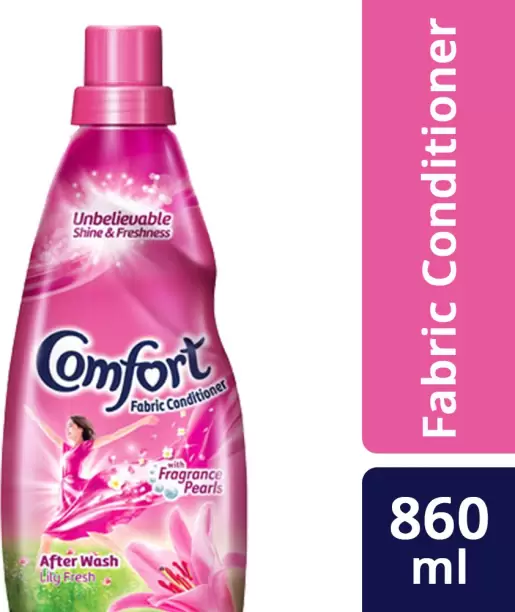 Unbelievable
Shine & Freshness
Comfort
Fabric Conditioner
with
Fragrance
Pearls
After Wash
Lily Fresh
Fabric Conditioner
860
ml